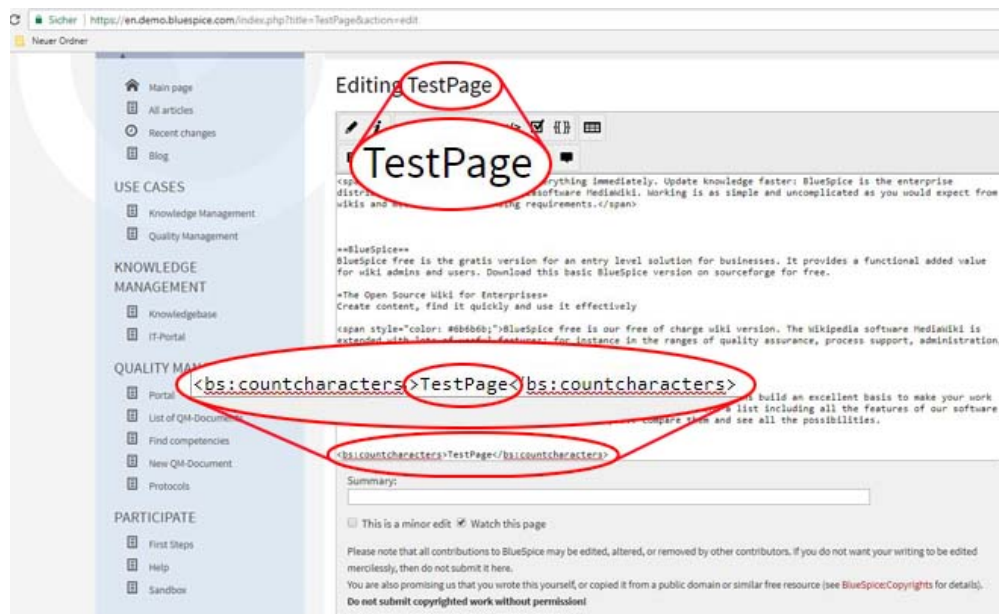 Sicher | https://en.demo.bluespice.com/index.php?title=TestPage&action=edit
Neuer Ordner
Main page
All articles
Recent changes
Blog
USE CASES
Knowledge Management
Quality Management
KNOWLEDGE
MANAGEMENT
Knowledgebase
IT-Portal
QUALITY MAN
Portal
List of QM-Documents
Find competencies
New QM-Document
Protocols
PARTICIPATE
First Steps
Help
Sandbox
Editing TestPage
TestPage
<spa rything immediately. Update knowledge faster: BlueSpice is the enterprise
distri software MediaWiki. Working is as simple and uncomplicated as you would expect from
wikis and requirements.</span>
==BlueSpice==
BlueSpice free is the gratis version for an entry level solution for businesses. It provides a functional added value
for wiki admins and users. Download this basic BlueSpice version on sourceforge for free.
=The Open Source Wiki for Enterprises=
Create content, find it quickly and use it effectively
<span style="color: #6b6b6b;">BlueSpice free is our free of charge wiki version. The Wikipedia software MediaWiki is
extended with lots of useful features: for instance in the ranges of quality assurance, process support, administration,
<bs:countcharacters>TestPage</bs:countcharacters>
s build an excellent basis to make your work
a list including all the features of our software
compare them and see all the possibilities.
<bs:countcharacters>TestPage</bs:countcharacters>
Summary:
This is a minor edit Watch this page
Please note that all contributions to BlueSpice may be edited, altered, or removed by other contributors. If you do not want your writing to be edited
mercilessly, then do not submit it here.
You are also promising us that you wrote this yourself, or copied it from a public domain or similar free resource (see BlueSpice:Copyrights for details).
Do not submit copyrighted work without permission!